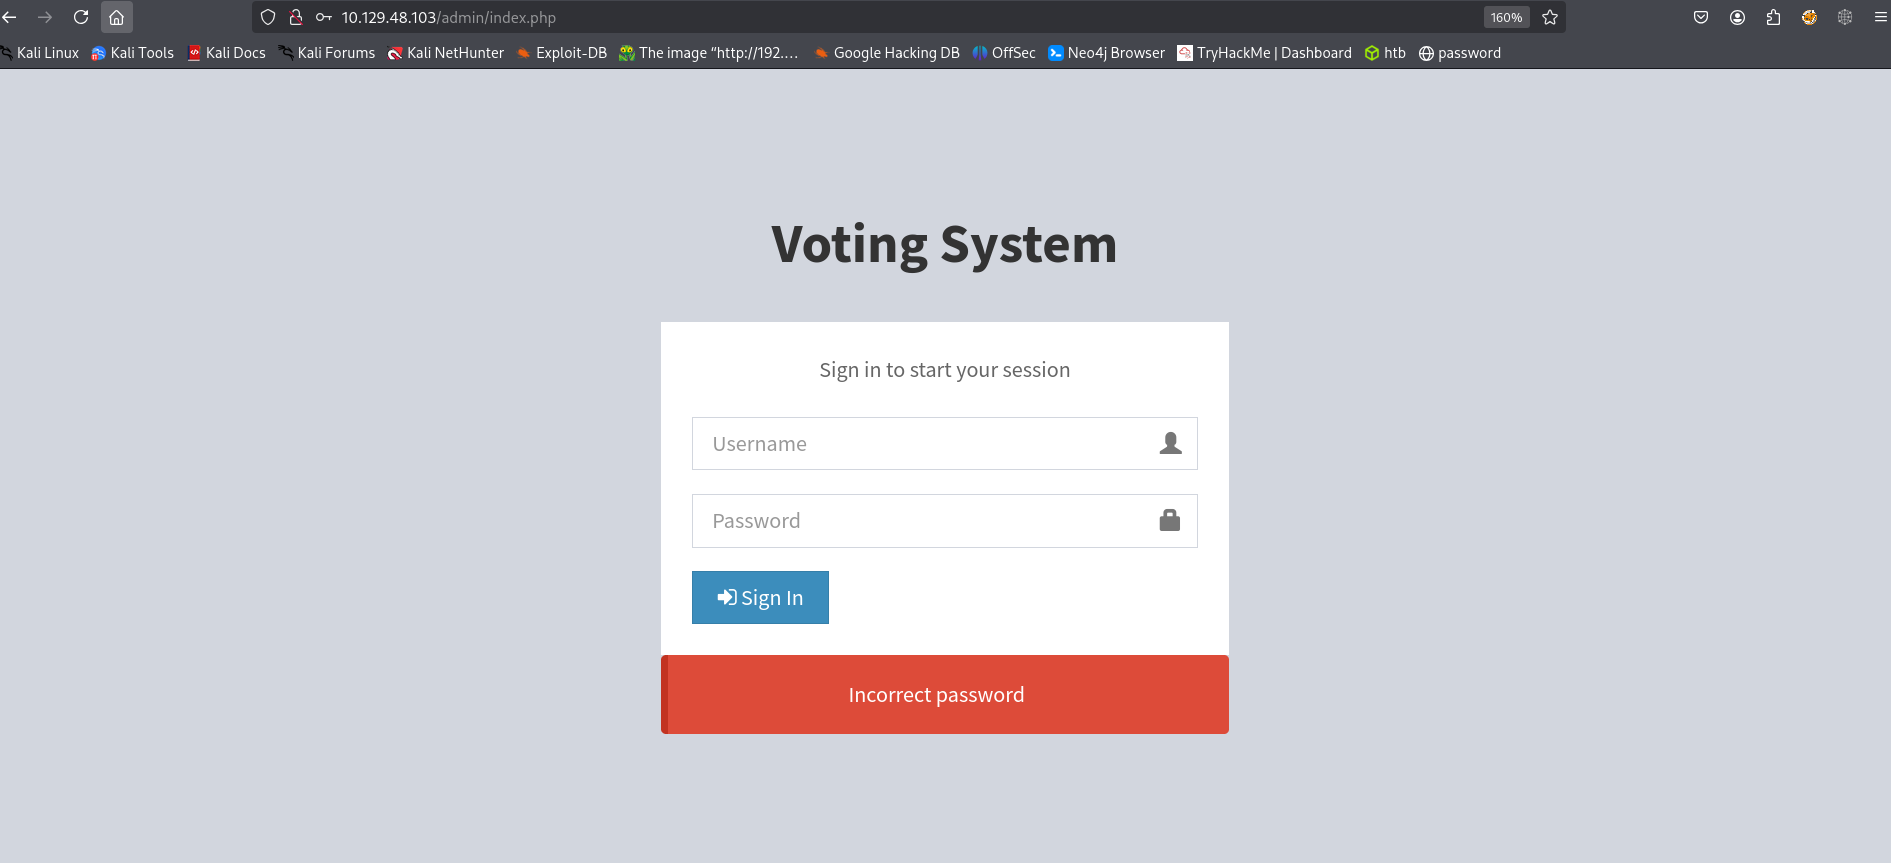 10.129.48.103/admin/index.php 160%
Kali Linux Kali Tools Kali Docs Kali Forums Kali NetHunter Exploit-DB The image "http://192.... Google Hacking DB OffSec Neo4j Browser TryHackMe | Dashboard htb password
Voting System
Sign in to start your session
Username
Password
Sign In
Incorrect password